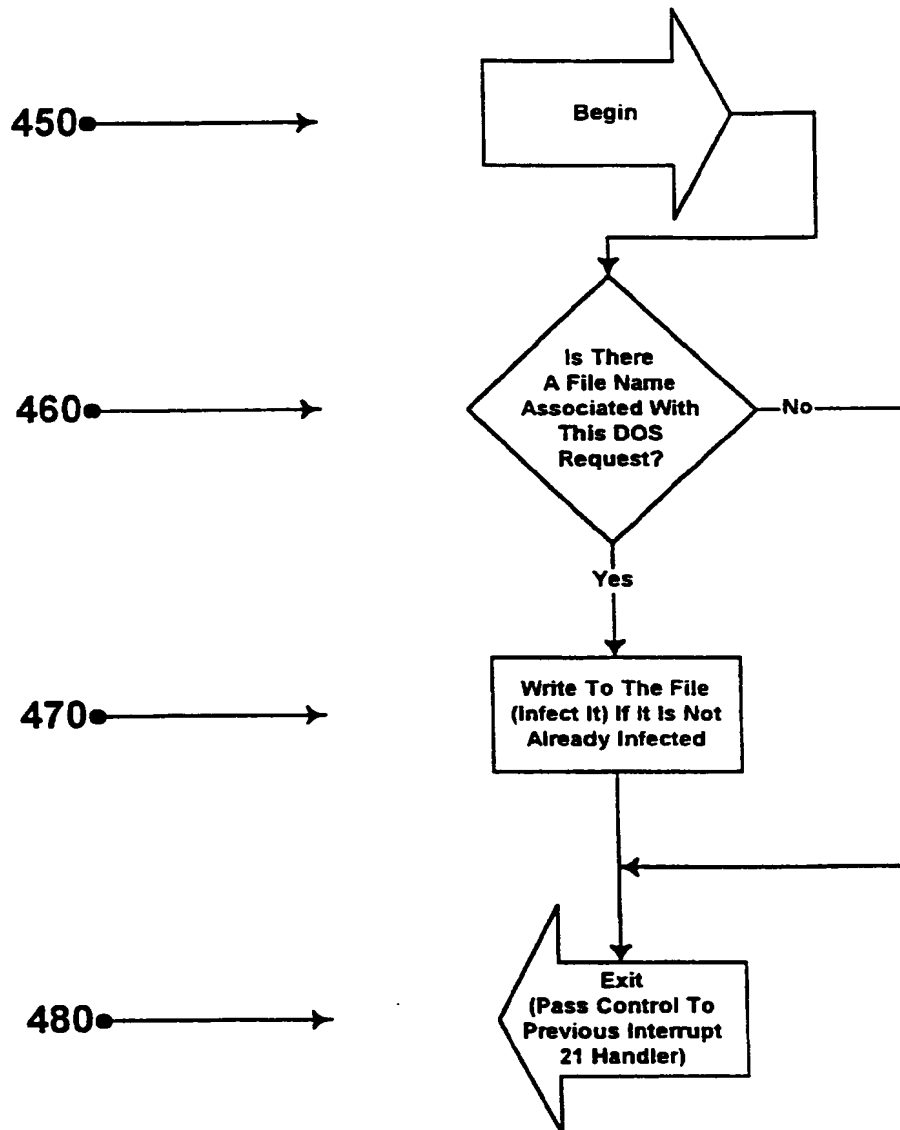 450
Begin
460
Is There
A File Name
Associated With
This DOS
Request?
No
Yes
470
Write To The File
(Infect It) If It Is Not
Already Infected
480
Exit
(Pass Control To
Previous Interrupt
21 Handler)